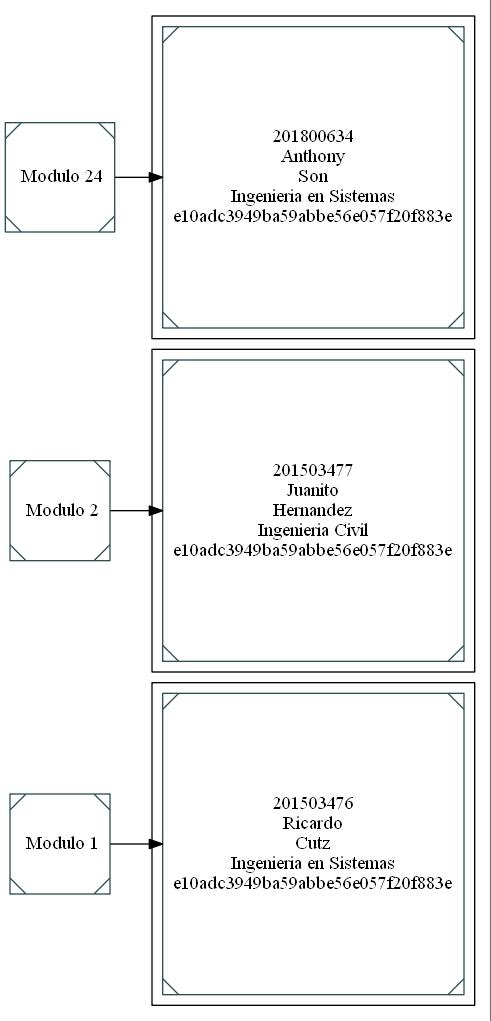 Modulo 24
201800634
Anthony
Son
Ingenieria en Sistemas
e10adc3949ba59abbe56e057f20f883e
Modulo 2
201503477
Juanito
Hernandez
Ingenieria Civil
e10adc3949ba59abbe56e057f20f883e
Modulo 1
201503476
Ricardo
Cutz
Ingenieria en Sistemas
e10adc3949ba59abbe56e057f20f883e